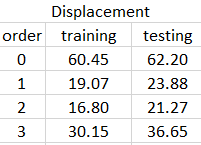 Displacement
order training testing
0 60.45 62.20
1 19.07 23.88
2 16.80 21.27
3 30.15 36.65